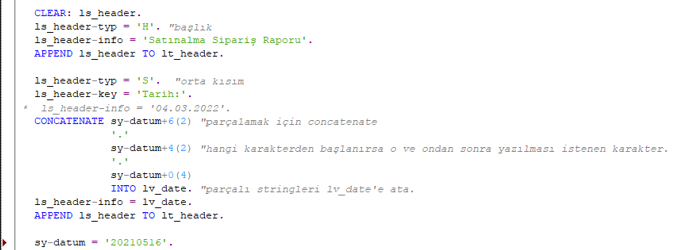 CLEAR: ls_header.
ls_header-typ = 'H'. "başlık
ls_header-info = 'Satınalma Sipariş Raporu'.
APPEND ls_header TO lt_header.
ls_header-typ = 'S'. "orta kısım
ls_header-key = 'Tarih:'.
* ls_header-info = '04.03.2022'.
CONCATENATE sy-datum+6(2) "parçalamak için concatenate
'.'
sy-datum+4(2) "hangi karakterden başlanırsa o ve ondan sonra yazılması istenen karakter.
'.'
sy-datum+0(4)
INTO lv_date. "parçalı stringleri lv_date'e ata.
ls_header-info = lv_date.
APPEND ls_header TO lt_header.
sy-datum = '20210516'.